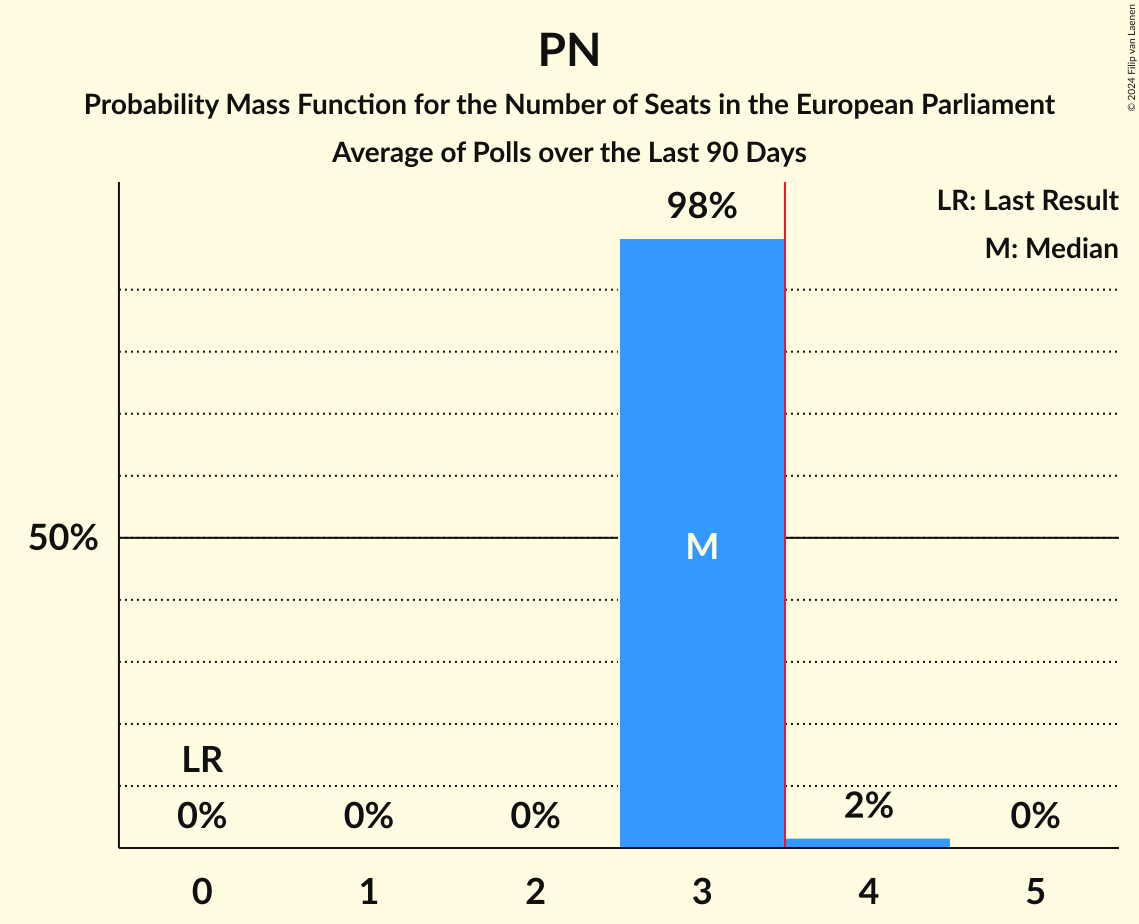 PN
Probability Mass Function for the Number of Seats in the European Parliament
Average of Polls over the Last 90 Days
© 2024 Filip van Laenen
LR: Last Result
M: Median
98%
50%
M
LR
0%
0%
0%
2%
0%
0
1
2
3
4
5